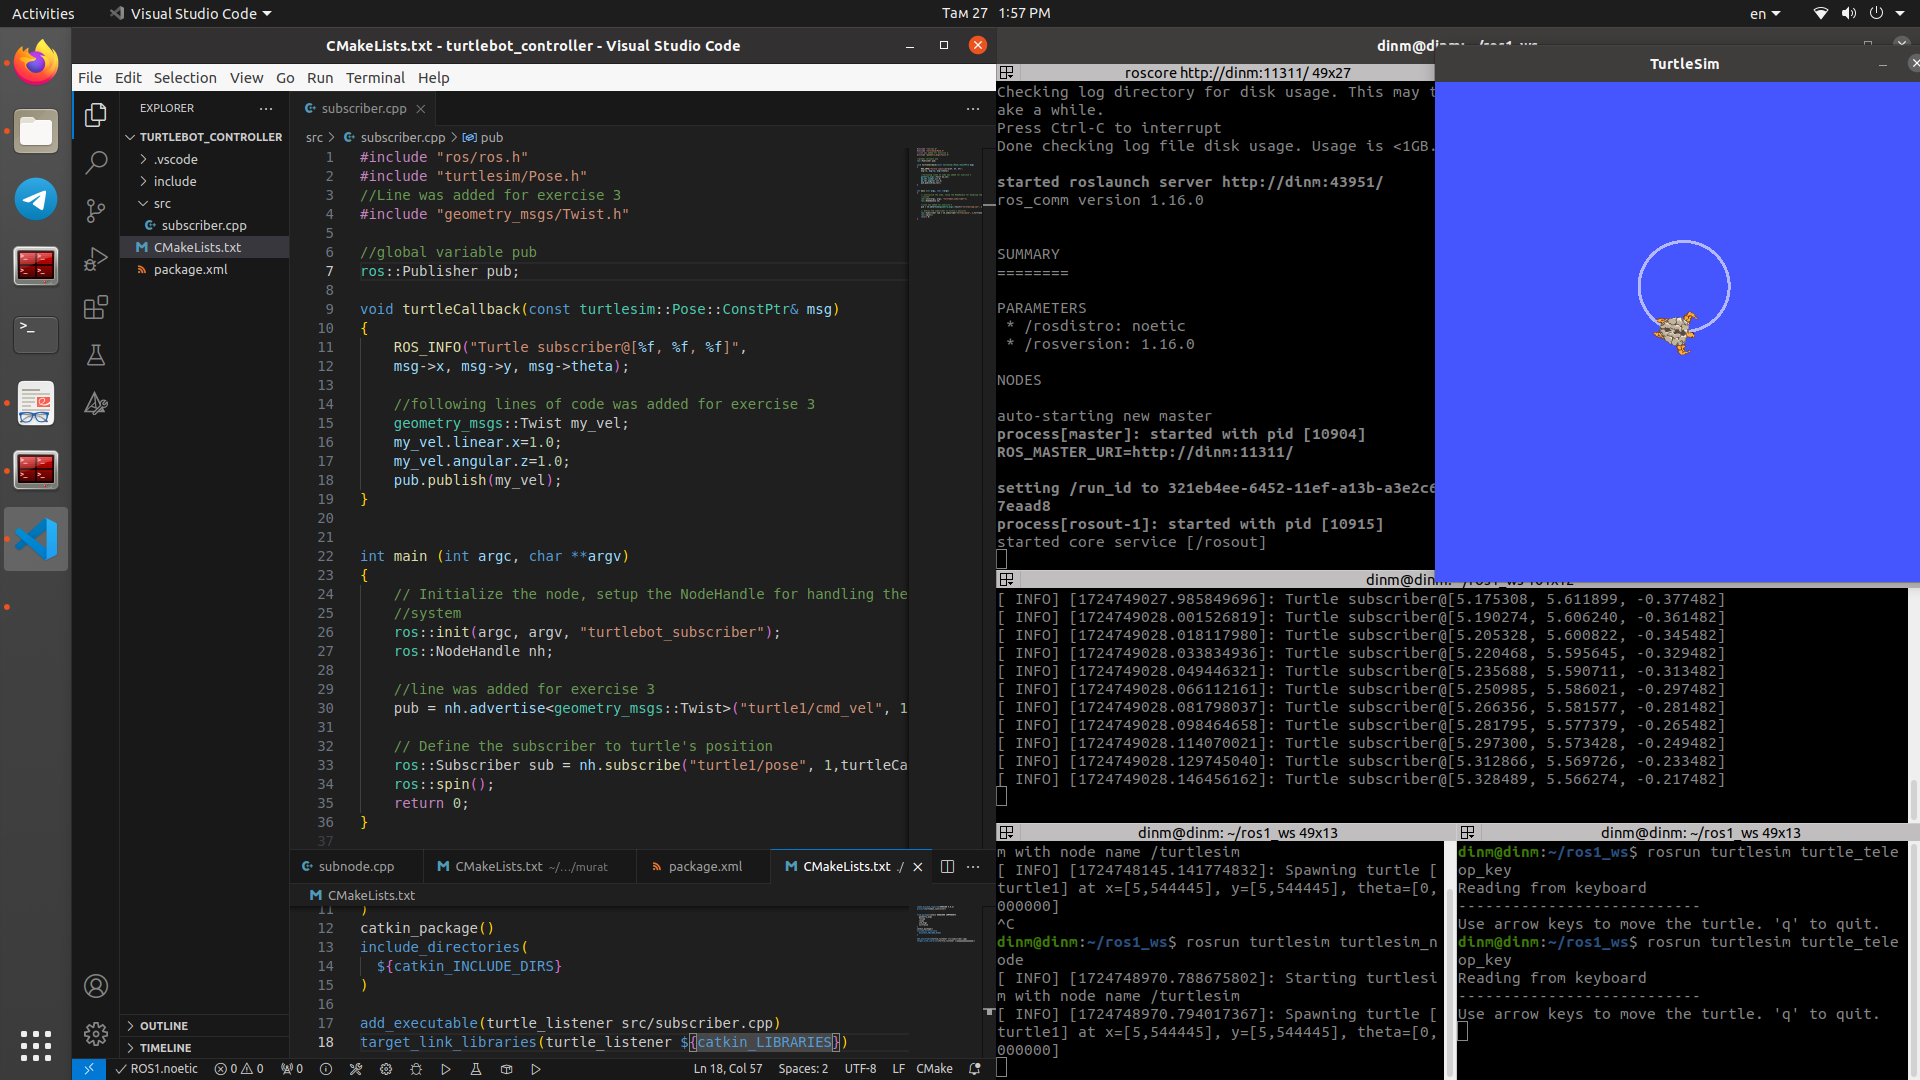 Activities
Visual Studio Code
Там 27 1:57 PM
en
CMakeLists.txt - turtlebot_controller - Visual Studio Code
File Edit Selection View Go Run Terminal Help
EXPLORER
TURTLEBOT_CONTROLLER
.vscode
include
src
subscriber.cpp
CMakeLists.txt
package.xml
OUTLINE
TIMELINE
subscriber.cpp
src > subscriber.cpp > pub
1 #include "ros/ros.h"
2 #include "turtlesim/Pose.h"
3 //Line was added for exercise 3
4 #include "geometry_msgs/Twist.h"
5
6 //global variable pub
7 ros::Publisher pub;
8
9 void turtleCallback(const turtlesim::Pose::ConstPtr& msg)
10 {
11 ROS_INFO("Turtle subscriber@[%f, %f, %f]",
12 msg->x, msg->y, msg->theta);
13
14 //following lines of code was added for exercise 3
15 geometry_msgs::Twist my_vel;
16 my_vel.linear.x=1.0;
17 my_vel.angular.z=1.0;
18 pub.publish(my_vel);
19 }
20
21
22 int main (int argc, char **argv)
23 {
24 // Initialize the node, setup the NodeHandle for handling the
25 //system
26 ros::init(argc, argv, "turtlebot_subscriber");
27 ros::NodeHandle nh;
28
29 //line was added for exercise 3
30 pub = nh.advertise<geometry_msgs::Twist>("turtle1/cmd_vel", 1
31
32 // Define the subscriber to turtle's position
33 ros::Subscriber sub = nh.subscribe("turtle1/pose", 1,turtleCa
34 ros::spin();
35 return 0;
36 }
37
subnode.cpp
CMakeLists.txt ~/.../murat
package.xml
CMakeLists.txt ./
CMakeLists.txt
11 )
12 catkin_package()
13 include_directories(
14 ${catkin_INCLUDE_DIRS}
15 )
16
17 add_executable(turtle_listener src/subscriber.cpp)
18 target_link_libraries(turtle_listener ${catkin_LIBRARIES})
ROS1.noetic 0 0 0
Ln 18, Col 57 Spaces: 2 UTF-8 LF CMake
roscore http://dinm:11311/ 49x27
Checking log directory for disk usage. This may t
ake a while.
Press Ctrl-C to interrupt
Done checking log file disk usage. Usage is <1GB.
started roslaunch server http://dinm:43951/
ros_comm version 1.16.0
SUMMARY
========
PARAMETERS
* /rosdistro: noetic
* /rosversion: 1.16.0
NODES
auto-starting new master
process[master]: started with pid [10904]
ROS_MASTER_URI=http://dinm:11311/
setting /run_id to 321eb4ee-6452-11ef-a13b-a3e2c6
7eaad8
process[rosout-1]: started with pid [10915]
started core service [/rosout]
TurtleSim
[ INFO] [1724749027.985849696]: Turtle subscriber@[5.175308, 5.611899, -0.377482]
[ INFO] [1724749028.001526819]: Turtle subscriber@[5.190274, 5.606240, -0.361482]
[ INFO] [1724749028.018117980]: Turtle subscriber@[5.205328, 5.600822, -0.345482]
[ INFO] [1724749028.033834936]: Turtle subscriber@[5.220468, 5.595645, -0.329482]
[ INFO] [1724749028.049446321]: Turtle subscriber@[5.235688, 5.590711, -0.313482]
[ INFO] [1724749028.066112161]: Turtle subscriber@[5.250985, 5.586021, -0.297482]
[ INFO] [1724749028.081798037]: Turtle subscriber@[5.266356, 5.581577, -0.281482]
[ INFO] [1724749028.098464658]: Turtle subscriber@[5.281795, 5.577379, -0.265482]
[ INFO] [1724749028.114070021]: Turtle subscriber@[5.297300, 5.573428, -0.249482]
[ INFO] [1724749028.129745040]: Turtle subscriber@[5.312866, 5.569726, -0.233482]
[ INFO] [1724749028.146456162]: Turtle subscriber@[5.328489, 5.566274, -0.217482]
dinm@dinm: ~/ros1_ws 49x13
m with node name /turtlesim
[ INFO] [1724748145.141774832]: Spawning turtle [
turtle1] at x=[5,544445], y=[5,544445], theta=[0,
000000]
^C
dinm@dinm:~/ros1_ws$ rosrun turtlesim turtlesim_n
ode
[ INFO] [1724748970.788675802]: Starting turtlesi
m with node name /turtlesim
[ INFO] [1724748970.794017367]: Spawning turtle [
turtle1] at x=[5,544445], y=[5,544445], theta=[0,
000000]
dinm@dinm: ~/ros1_ws 49x13
dinm@dinm:~/ros1_ws$ rosrun turtlesim turtle_tele
op_key
Reading from keyboard
---------------------------
Use arrow keys to move the turtle. 'q' to quit.
dinm@dinm:~/ros1_ws$ rosrun turtlesim turtle_tele
op_key
Reading from keyboard
---------------------------
Use arrow keys to move the turtle. 'q' to quit.